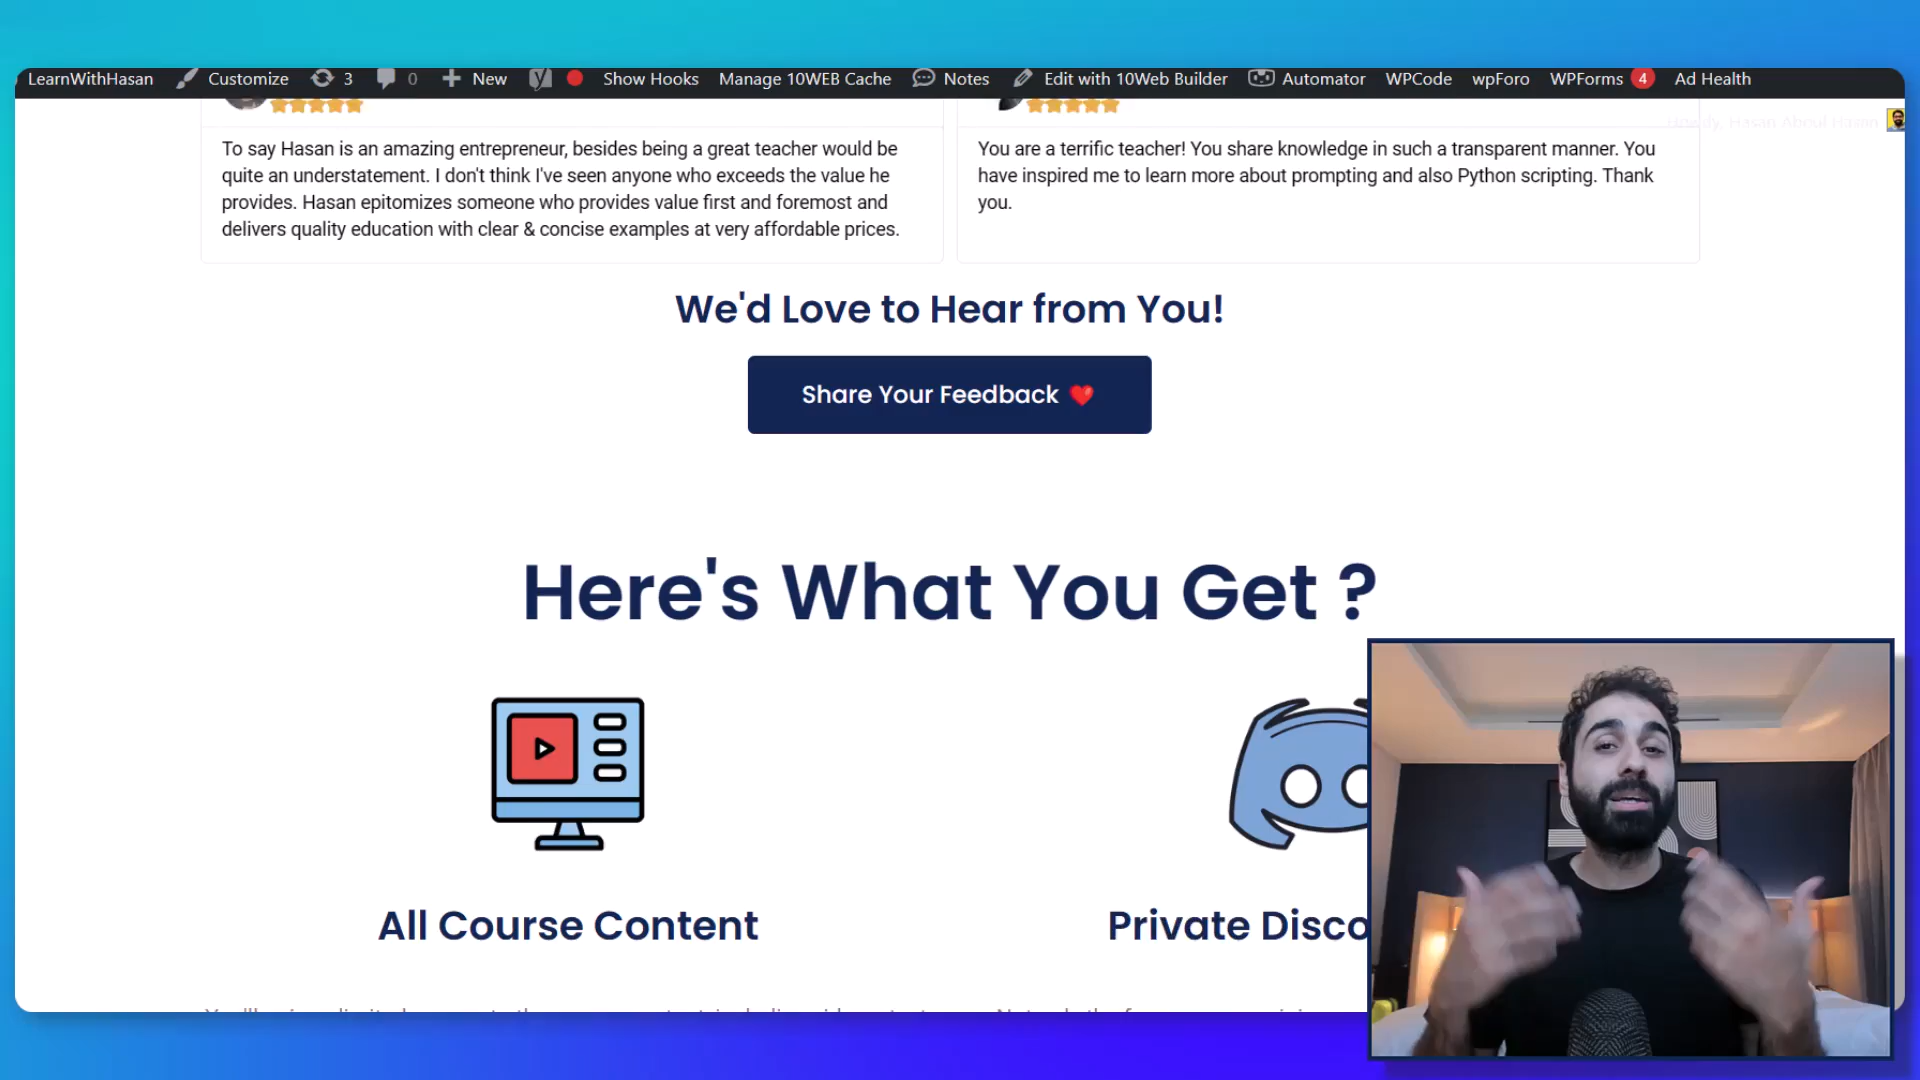 LearnWithHasan Customize 3 0 New Show Hooks Manage 10WEB Cache Notes Edit with 10Web Builder Automator WPCode wpForo WPForms 4 Ad Health
Howdy, Hasan Aboul Hasan
To say Hasan is an amazing entrepreneur, besides being a great teacher would be
quite an understatement. I don't think I've seen anyone who exceeds the value he
provides. Hasan epitomizes someone who provides value first and foremost and
delivers quality education with clear & concise examples at very affordable prices.
You are a terrific teacher! You share knowledge in such a transparent manner. You
have inspired me to learn more about prompting and also Python scripting. Thank
you.
We'd Love to Hear from You!
Share Your Feedback
Here's What You Get ?
All Course Content
Private Disco